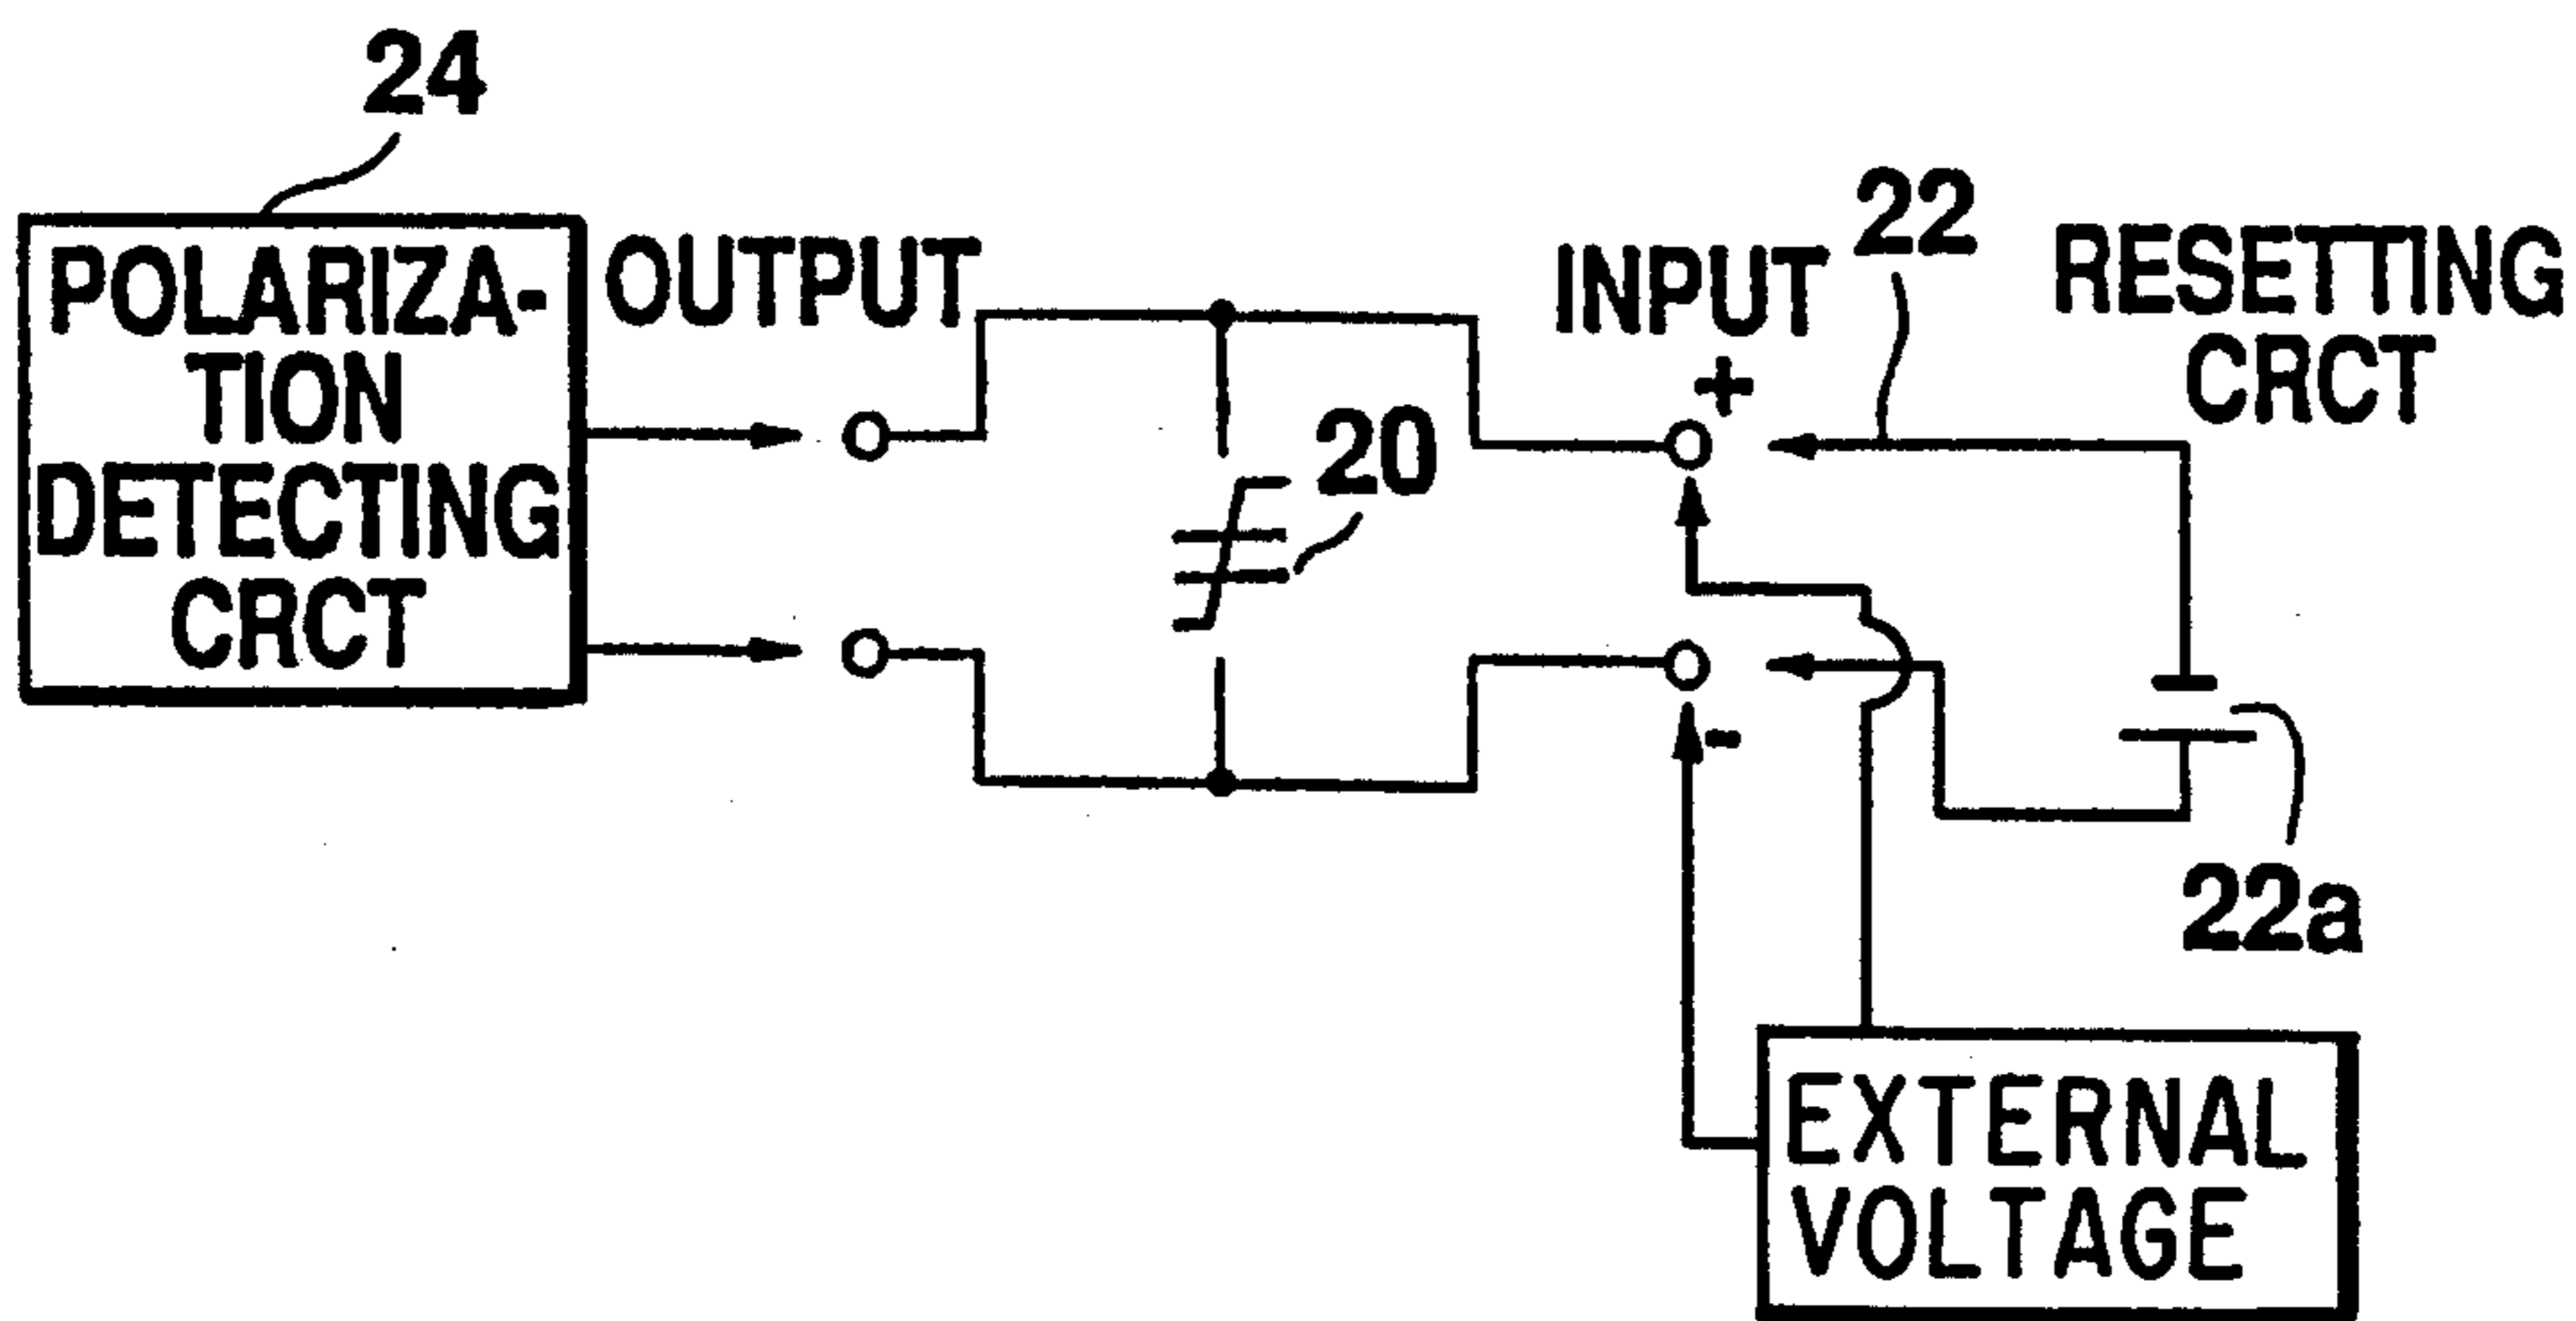 24
POLARIZA-
TION
DETECTING
CRCT
OUTPUT
20
INPUT
+
-
22
RESETTING
CRCT
22a
EXTERNAL
VOLTAGE